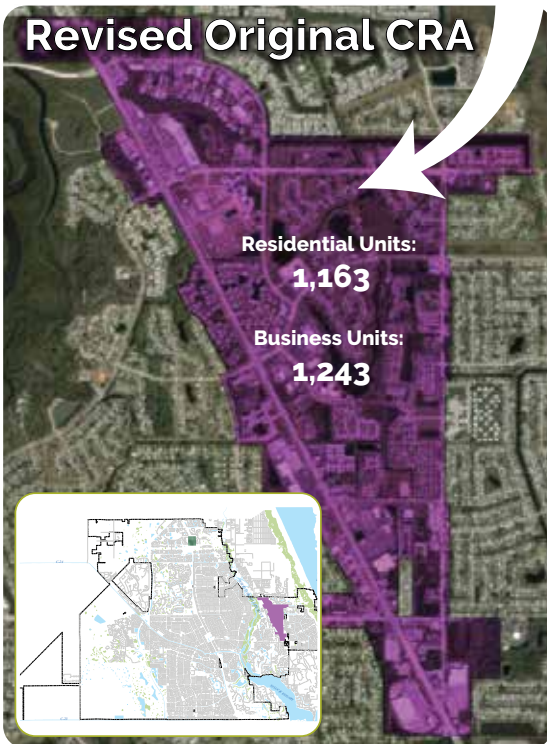 Revised Original CRA
Residential Units:
1,163
Business Units:
1,243